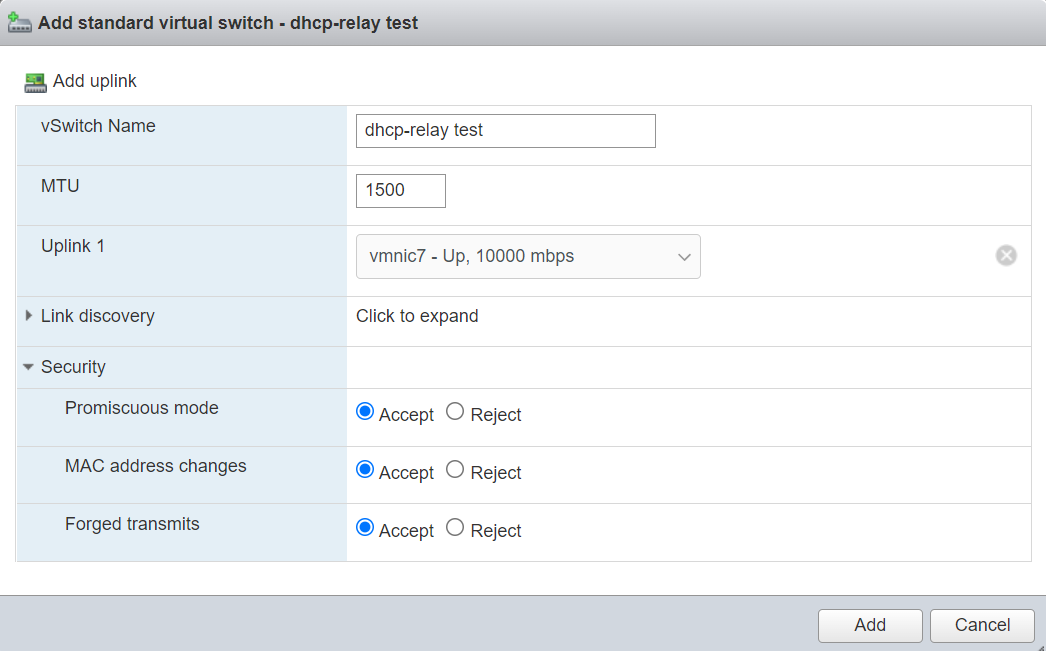 Add standard virtual switch - dhcp-relay test
Add uplink
vSwitch Name
dhcp-relay test
MTU
1500
Uplink 1
vmnic7 - Up, 10000 mbps
Link discovery
Click to expand
Security
Promiscuous mode
Accept Reject
MAC address changes
Accept Reject
Forged transmits
Accept Reject
Add
Cancel